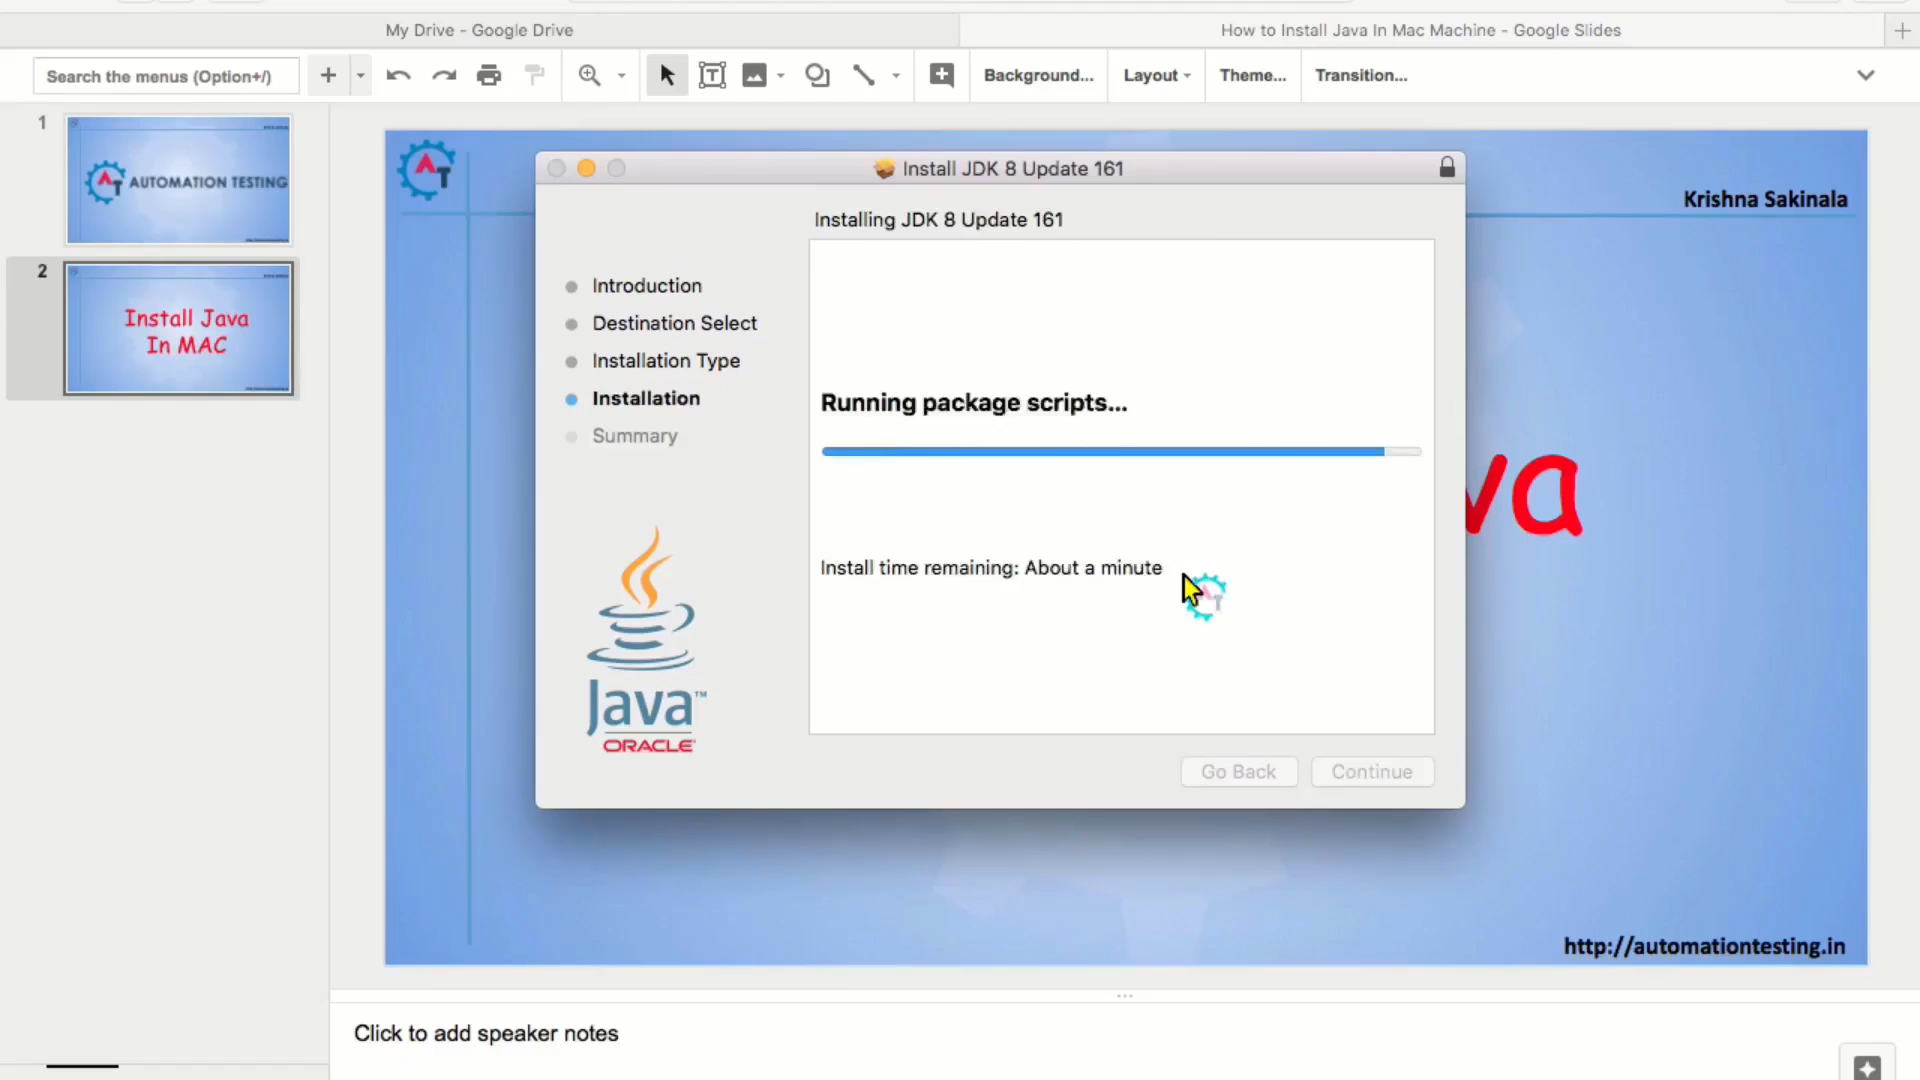 My Drive - Google Drive
How to Install Java In Mac Machine - Google Slides
Search the menus (Option+/)
Background...
Layout
Theme...
Transition...
1
AUTOMATION TESTING
2
Install Java
In MAC
AT
Krishna Sakinala
Install JDK 8 Update 161
Installing JDK 8 Update 161
Introduction
Destination Select
Installation Type
Installation
Summary
Running package scripts...
Install time remaining: About a minute
Java™
ORACLE
Go Back
Continue
va
http://automationtesting.in
Click to add speaker notes